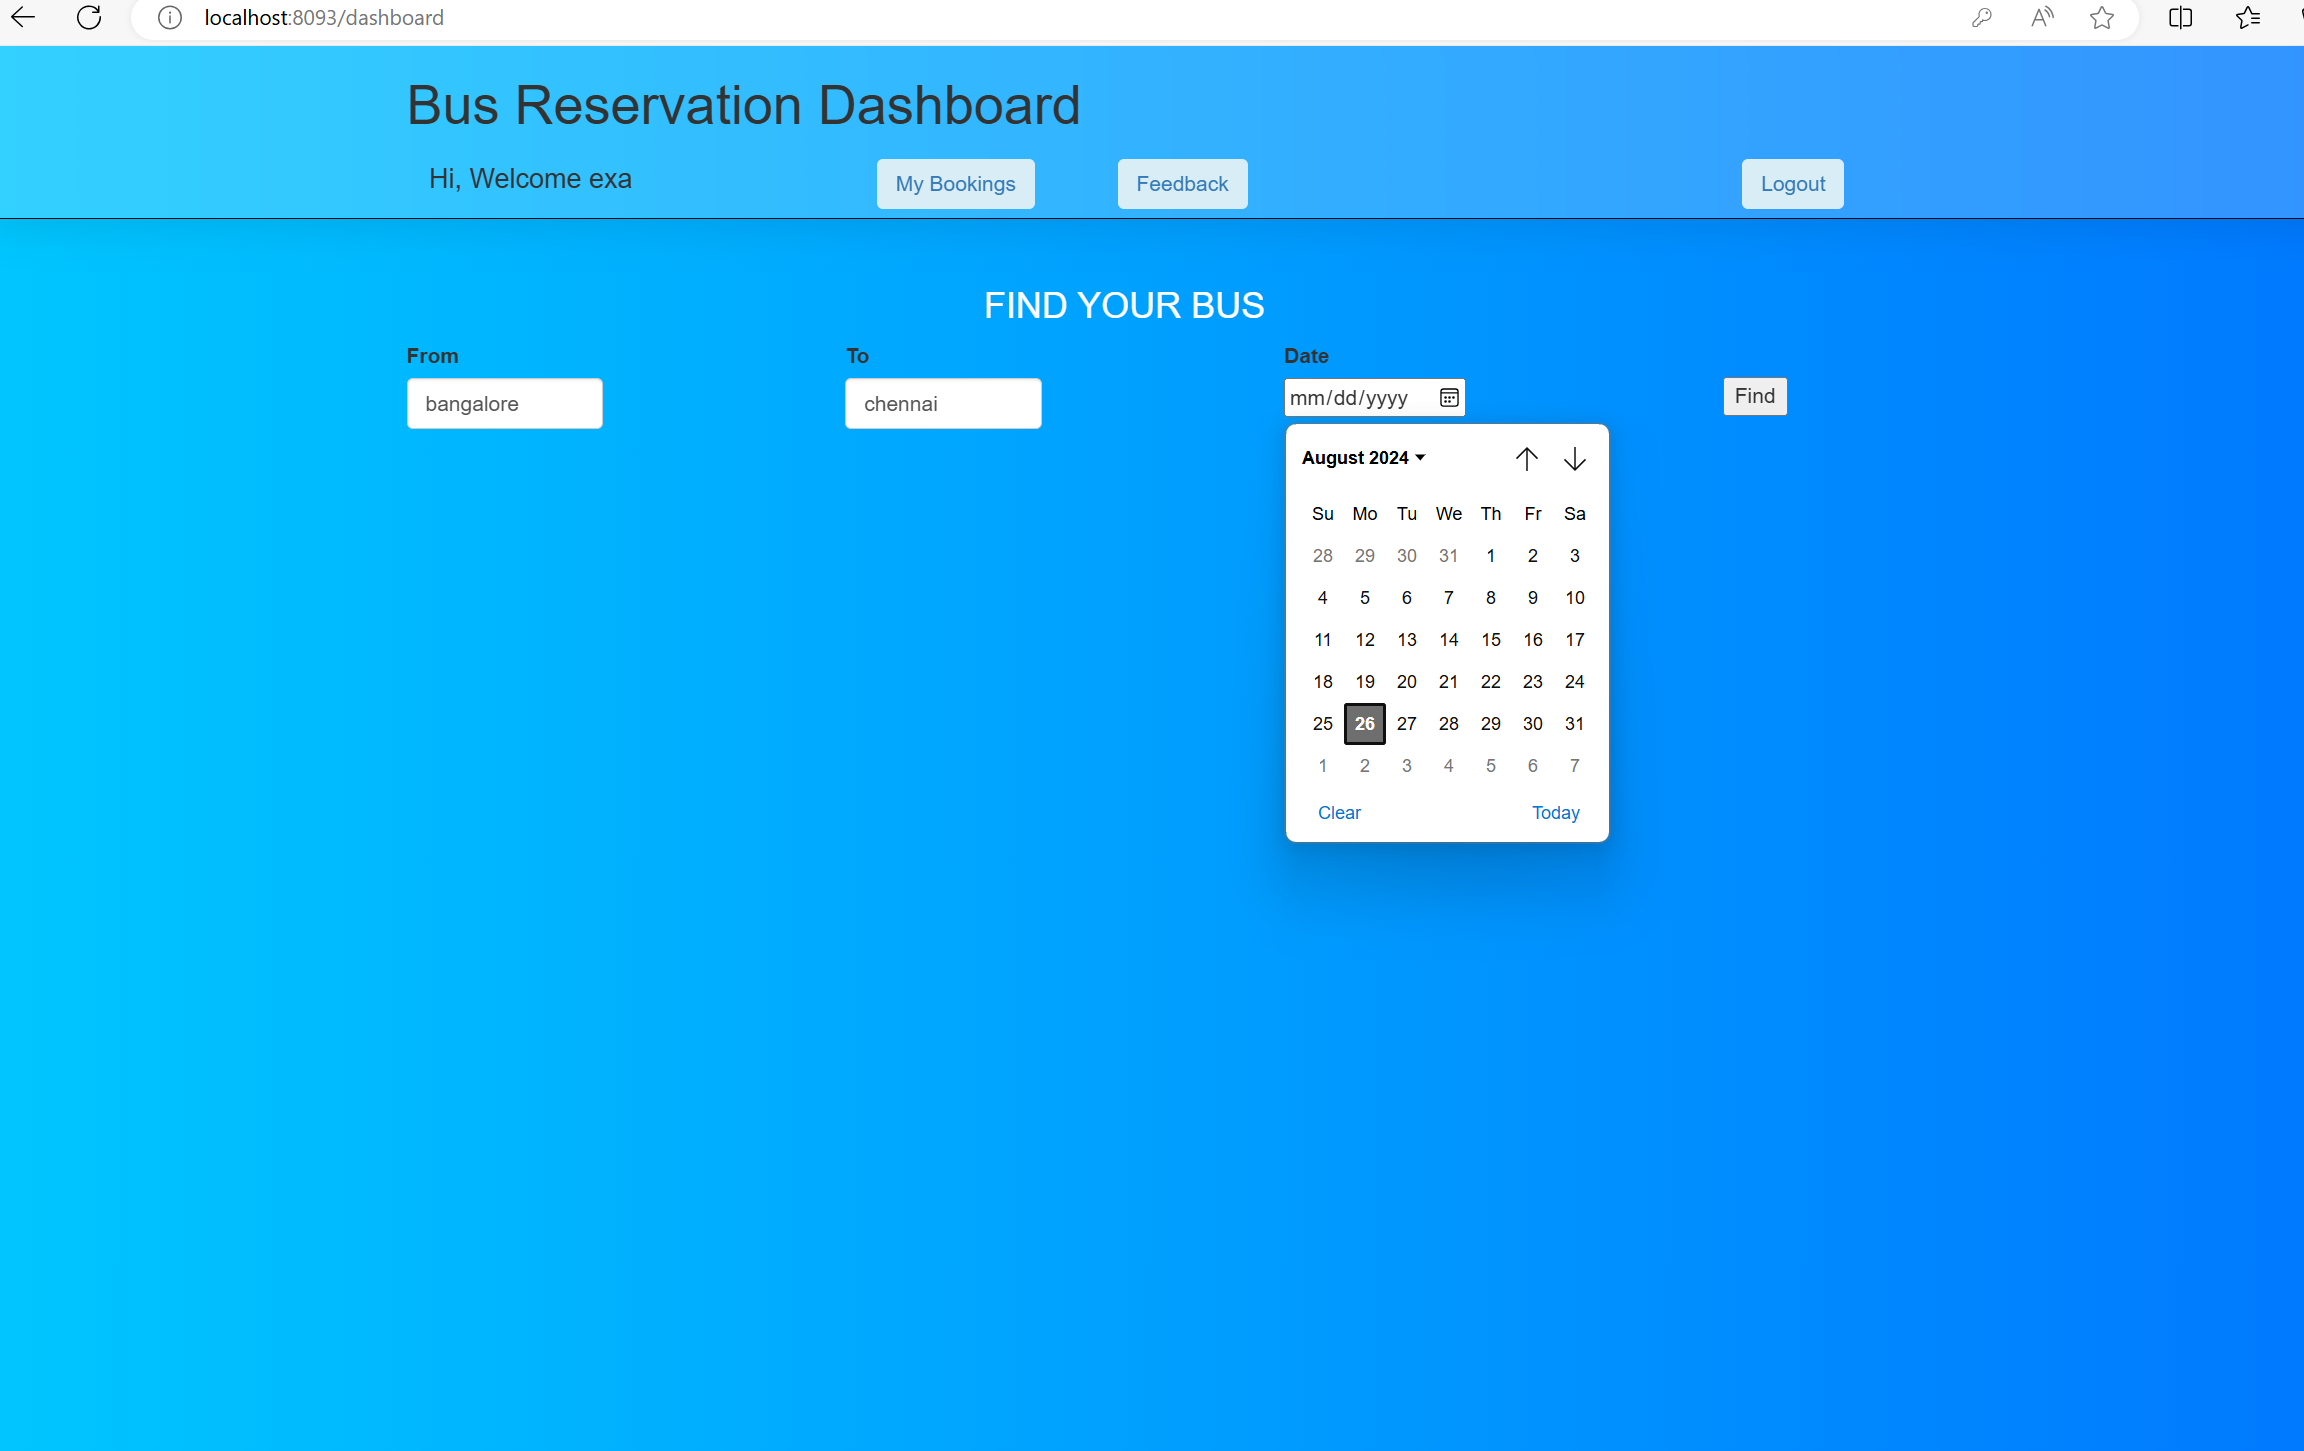 localhost:8093/dashboard
Bus Reservation Dashboard
Hi, Welcome exa
My Bookings
Feedback
Logout
FIND YOUR BUS
From
To
Date
bangalore
chennai
mm/dd/yyyy
Find
August 2024
Su Mo Tu We Th Fr Sa
28 29 30 31 1 2 3
4 5 6 7 8 9 10
11 12 13 14 15 16 17
18 19 20 21 22 23 24
25 26 27 28 29 30 31
1 2 3 4 5 6 7
Clear
Today